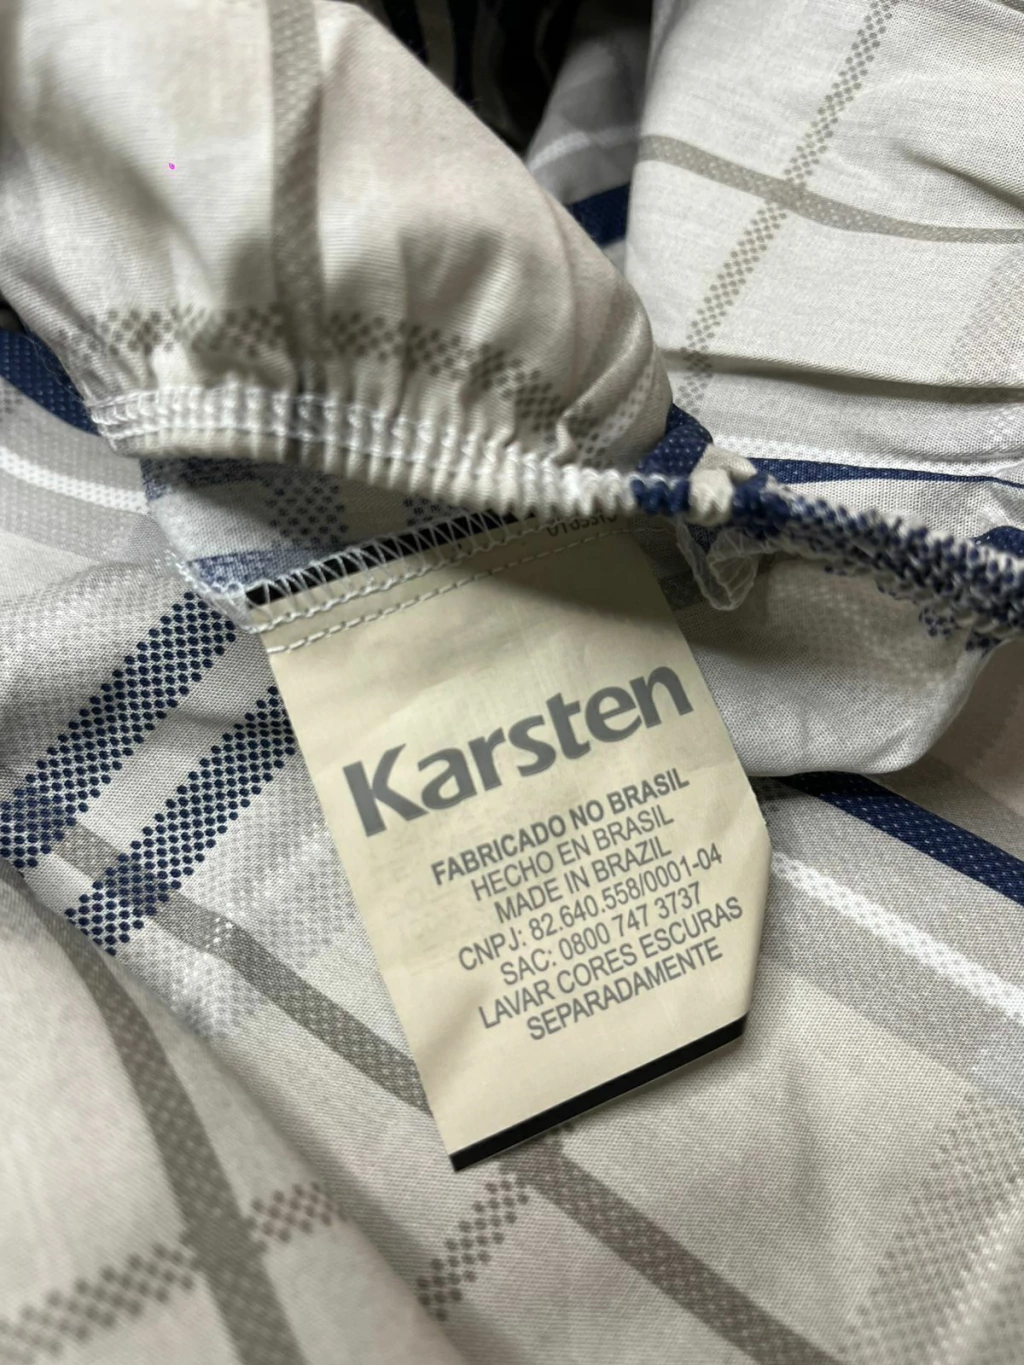 Karsten
FABRICADO NO BRASIL
HECHO EN BRASIL
MADE IN BRAZIL
CNPJ: 82.640.558/0001-04
SAC: 0800 747 3737
LAVAR CORES ESCURAS
SEPARADAMENTE